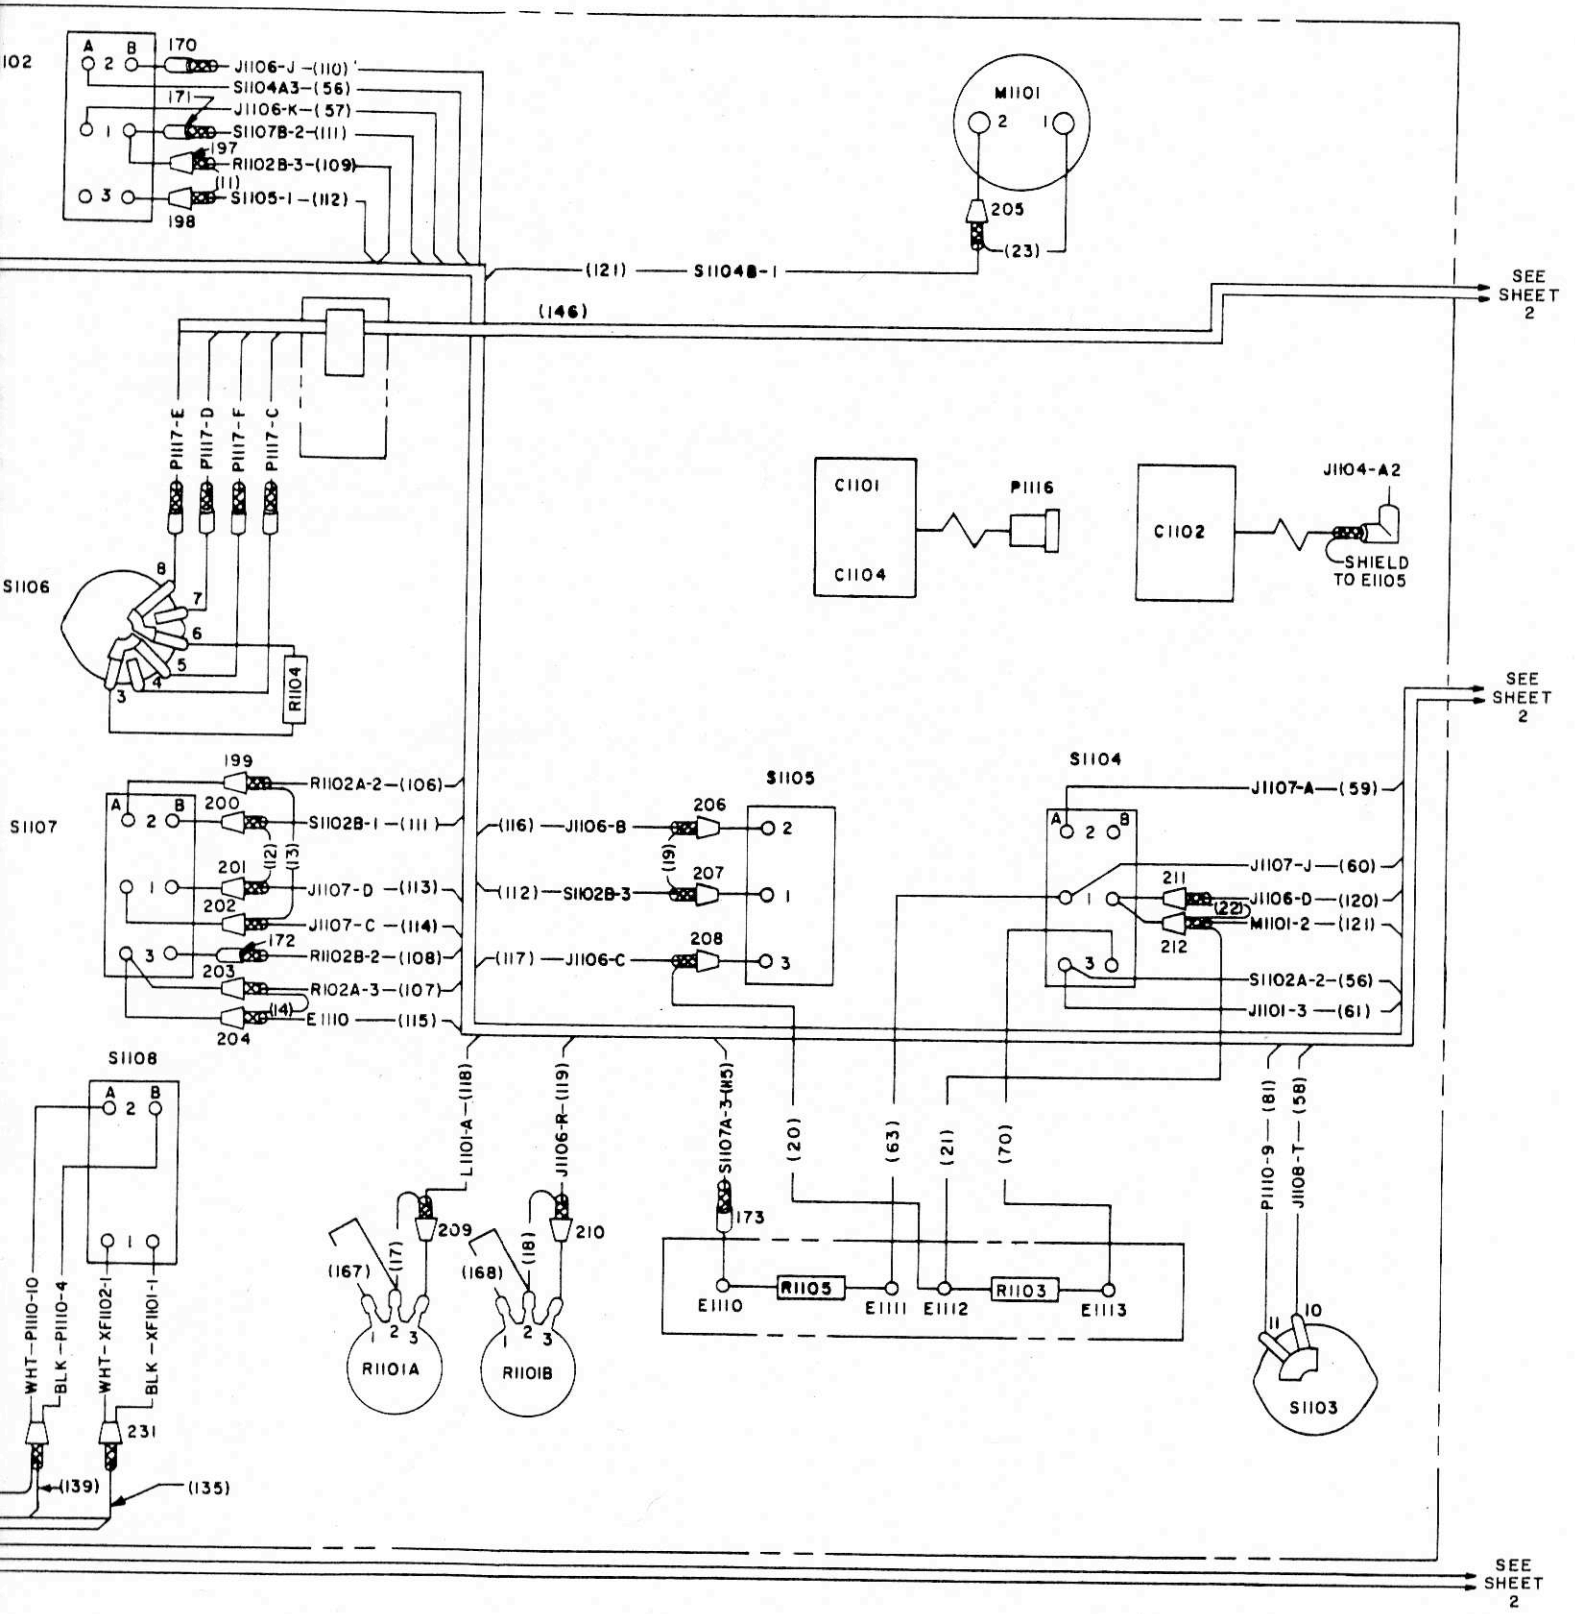 102
A B 170
2 J1106-J-(110)
S1104A3-(56)
171 J1106-K-(57)
1 S1107B-2-(111)
197
R1102B-3-(109)
(11)
3 S1105-1-(112)
198
M1101
2 1
205
(23)
(121) S1104B-1
SEE
SHEET
2
(146)
P1117-E
P1117-D
P1117-F
P1117-C
S1106
8
7
6
5
4
3
R1104
C1101
C1104
P1116
C1102
J1104-A2
SHIELD
TO E1105
SEE
SHEET
2
S1107
199
R1102A-2-(106)
A B 200
2 S1102B-1-(111)
(12)
(13)
201
1 J1107-D-(113)
202
J1107-C-(114)
172
3 R1102B-2-(108)
203
R1102A-3-(107)
(14)
E1110-(115)
204
S1105
206
(116) J1106-B 2
(19)
207
(112) S1102B-3 1
208
(117) J1106-C 3
S1104
J1107-A-(59)
A B
2
J1107-J-(60)
211
1 J1106-D-(120)
(22)
M1101-2-(121)
212
3
S1102A-2-(56)
J1101-3-(61)
S1108
A B
2
1
WHT-P1110-10
BLK-P1110-4
WHT-XF1102-1
BLK-XF1101-1
231
(139)
(135)
L1101-A-(118)
J1106-R-(119)
209
210
(167)
(17)
(168)
(18)
1 2 3
R1101A
1 2 3
R1101B
S1107A-3-(115)
173
(20)
(63)
(21)
(70)
R1105
R1103
E1110
E1111
E1112
E1113
P1110-9-(81)
J1108-T-(58)
11
10
S1103
SEE
SHEET
2